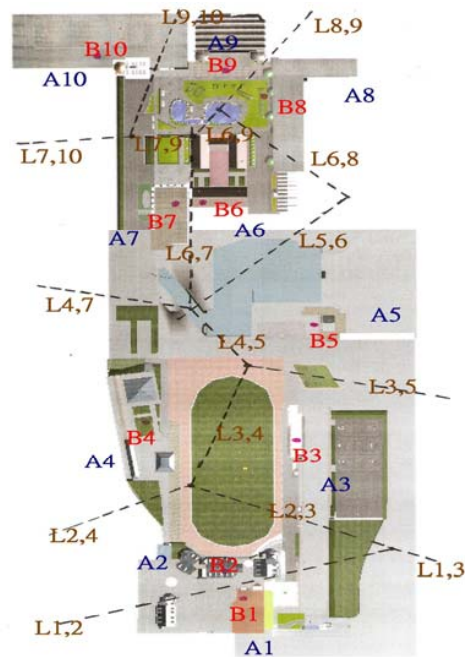 L9,10
L8,9
B10
A9
B9
A10
A8
B8
L7,10
L7,9
L6,9
L6,8
B7
B6
A7
A6
L6,7
L5,6
L4,7
A5
L4,5
B5
L3,5
L3,4
B4
B3
A4
A3
L2,3
L2,4
A2
B2
L1,3
L1,2
B1
A1